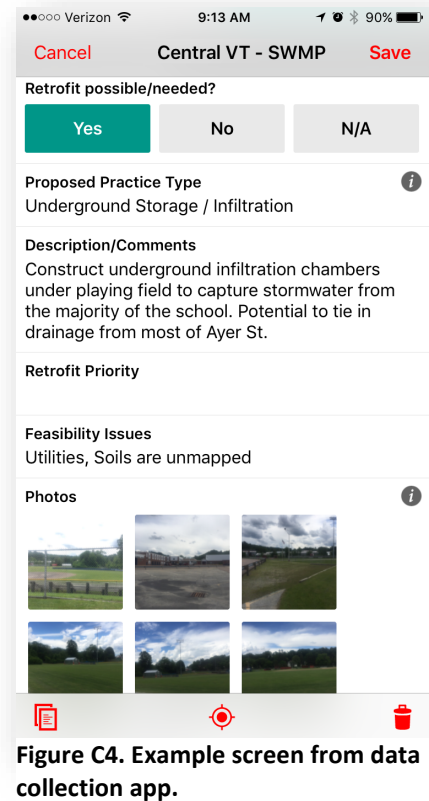 Verizon 9:13 AM 90%
Cancel Central VT - SWMP Save
Retrofit possible/needed?
Yes No N/A
Proposed Practice Type
Underground Storage / Infiltration
Description/Comments
Construct underground infiltration chambers
under playing field to capture stormwater from
the majority of the school. Potential to tie in
drainage from most of Ayer St.
Retrofit Priority
Feasibility Issues
Utilities, Soils are unmapped
Photos
Figure C4. Example screen from data
collection app.